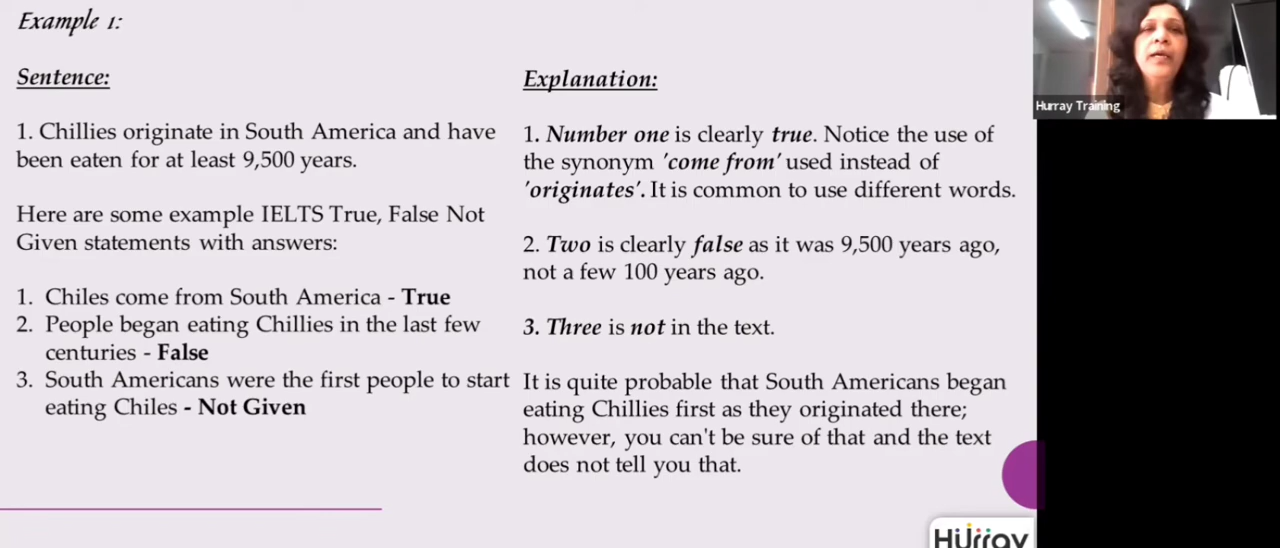 Example 1:
Sentence:
1. Chillies originate in South America and have
been eaten for at least 9,500 years.
Here are some example IELTS True, False Not
Given statements with answers:
1. Chiles come from South America - True
2. People began eating Chillies in the last few
centuries - False
3. South Americans were the first people to start
eating Chiles - Not Given
Explanation:
1. Number one is clearly true. Notice the use of
the synonym 'come from' used instead of
'originates'. It is common to use different words.
2. Two is clearly false as it was 9,500 years ago,
not a few 100 years ago.
3. Three is not in the text.
It is quite probable that South Americans began
eating Chillies first as they originated there;
however, you can't be sure of that and the text
does not tell you that.
Hurray Training
Hurray